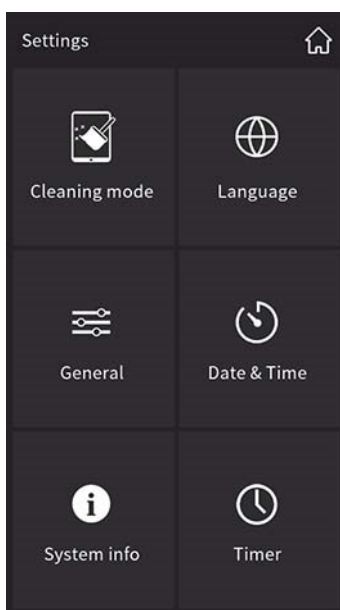 Settings
Cleaning mode
Language
General
Date & Time
System info
Timer